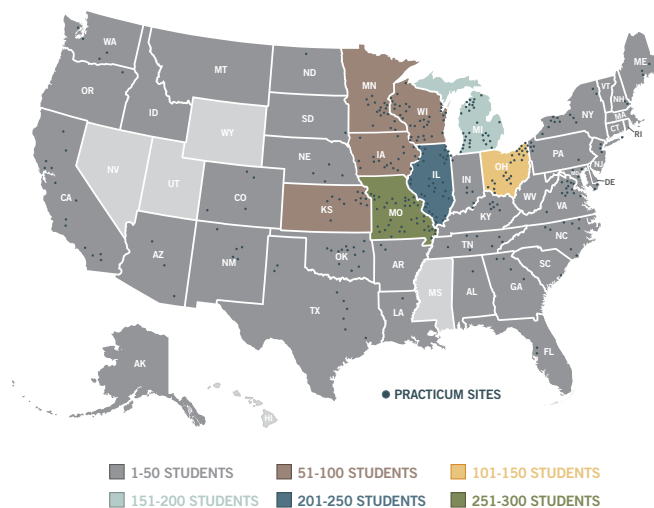 WA
ME
MT
ND
MN
VT
NH
OR
ID
SD
WI
NY
MA
CT
RI
WY
MI
IA
PA
NJ
NE
OH
NV
UT
IL
IN
MD
DE
CO
WV
CA
KS
MO
VA
KY
NC
TN
AZ
NM
OK
AR
SC
MS
AL
GA
TX
LA
FL
AK
PRACTICUM SITES
HI
1-50 STUDENTS
51-100 STUDENTS
101-150 STUDENTS
151-200 STUDENTS
201-250 STUDENTS
251-300 STUDENTS